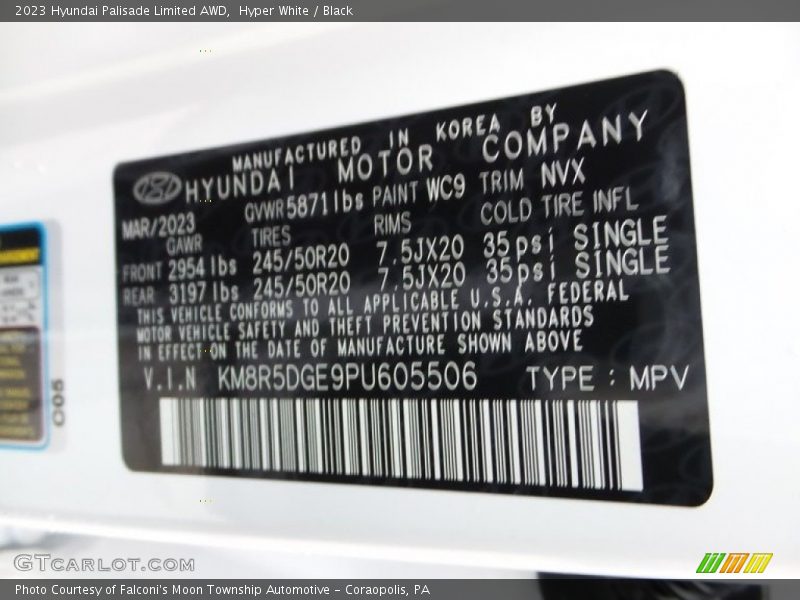 2023 Hyundai Palisade Limited AWD,  Hyper White / Black
MANUFACTURED IN KOREA BY
HYUNDAI MOTOR COMPANY
MAR/2023 GVWR 5871 lbs PAINT WC9 TRIM NVX
GAWR TIRES RIMS COLD TIRE INFL
FRONT 2954 lbs 245/50R20 7.5JX20 35psi SINGLE
REAR 3197 lbs 245/50R20 7.5JX20 35psi SINGLE
THIS VEHICLE CONFORMS TO ALL APPLICABLE U.S.A. FEDERAL
MOTOR VEHICLE SAFETY AND THEFT PREVENTION STANDARDS
IN EFFECT ON THE DATE OF MANUFACTURE SHOWN ABOVE
V.I.N KM8R5DGE9PU605506 TYPE : MPV
C05
GTCARLOT.COM
Photo Courtesy of Falconi's Moon Township Automotive - Coraopolis, PA